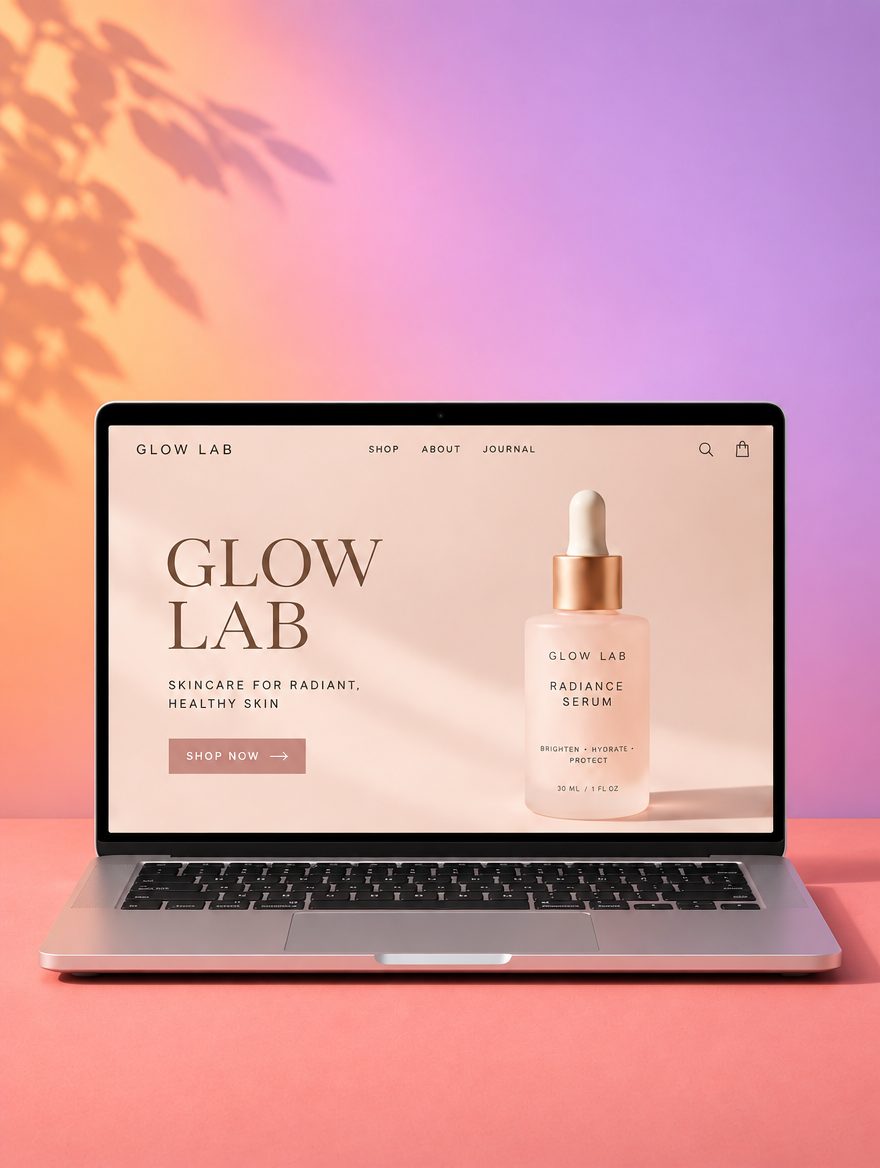 GLOW LAB
SHOP ABOUT JOURNAL
GLOW
LAB
SKINCARE FOR RADIANT,
HEALTHY SKIN
SHOP NOW
GLOW LAB
RADIANCE
SERUM
BRIGHTEN • HYDRATE •
PROTECT
30 ML / 1 FL OZ